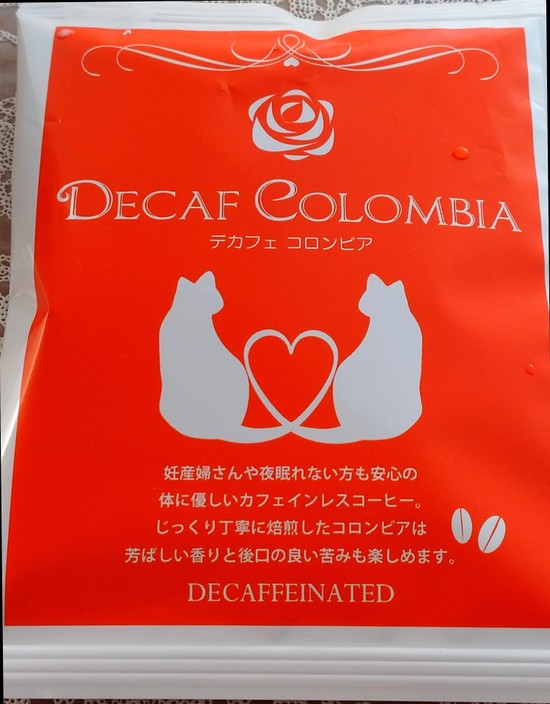 DECAF COLOMBIA
デカフェ コロンビア
妊産婦さんや夜眠れない方も安心の
体に優しいカフェインレスコーヒー。
じっくり丁寧に焙煎したコロンビアは
芳ばしい香りと後口の良い苦みも楽しめます。
DECAFFEINATED